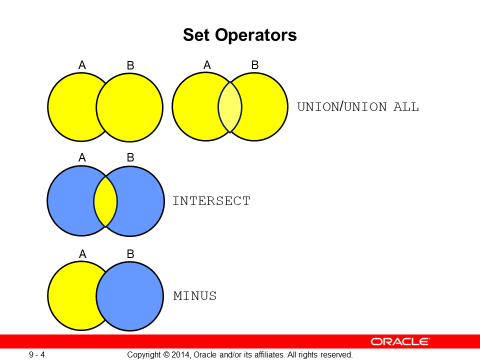 Set Operators
A B A B
UNION/UNION ALL
A B
INTERSECT
A B
MINUS
ORACLE®
9 - 4 Copyright © 2014, Oracle and/or its affiliates. All rights reserved.